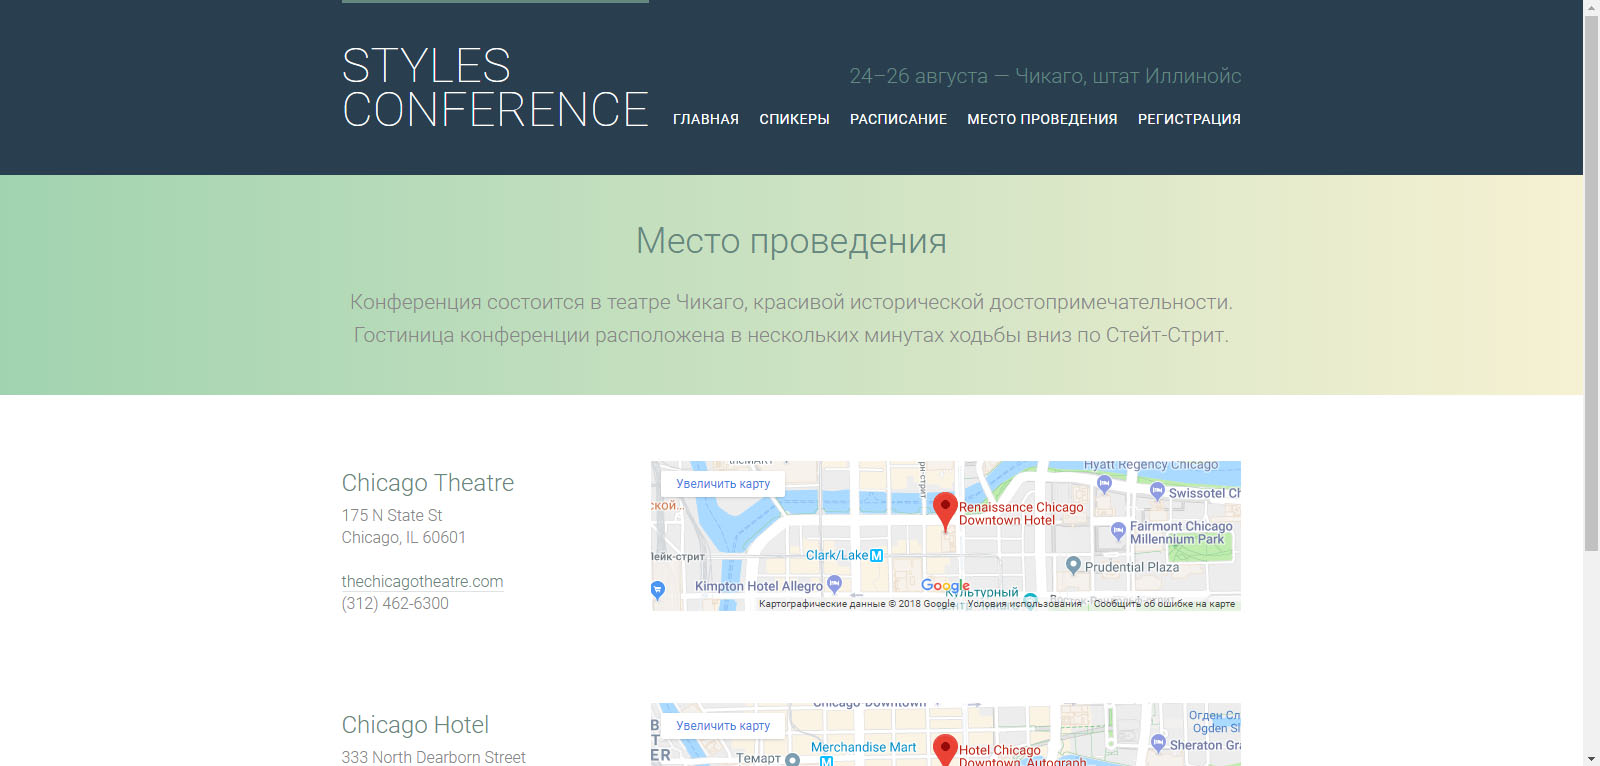 STYLES
CONFERENCE
24–26 августа — Чикаго, штат Иллинойс
ГЛАВНАЯ СПИКЕРЫ РАСПИСАНИЕ МЕСТО ПРОВЕДЕНИЯ РЕГИСТРАЦИЯ
Место проведения
Конференция состоится в театре Чикаго, красивой исторической достопримечательности.
Гостиница конференции расположена в нескольких минутах ходьбы вниз по Стейт-Стрит.
Chicago Theatre
175 N State St
Chicago, IL 60601
thechicagotheatre.com
(312) 462-6300
Увеличить карту
Hyatt Regency Chicago
Swissotel Ch
ской...
рн-стрит
Renaissance Chicago
Downtown Hotel
Fairmont Chicago
Millennium Park
Clark/Lake M
Лейк-стрит
Prudential Plaza
Kimpton Hotel Allegro
Google
Культурный
Картографические данные © 2018 Google Условия использования Сообщить об ошибке на карте
Chicago Hotel
333 North Dearborn Street
Chicago-Downtown
Увеличить карту
Огден Сл
Ogden Sl
Merchandise Mart
M
Sheraton Gra
Темарт
Hotel Chicago
Downtown, Autograph